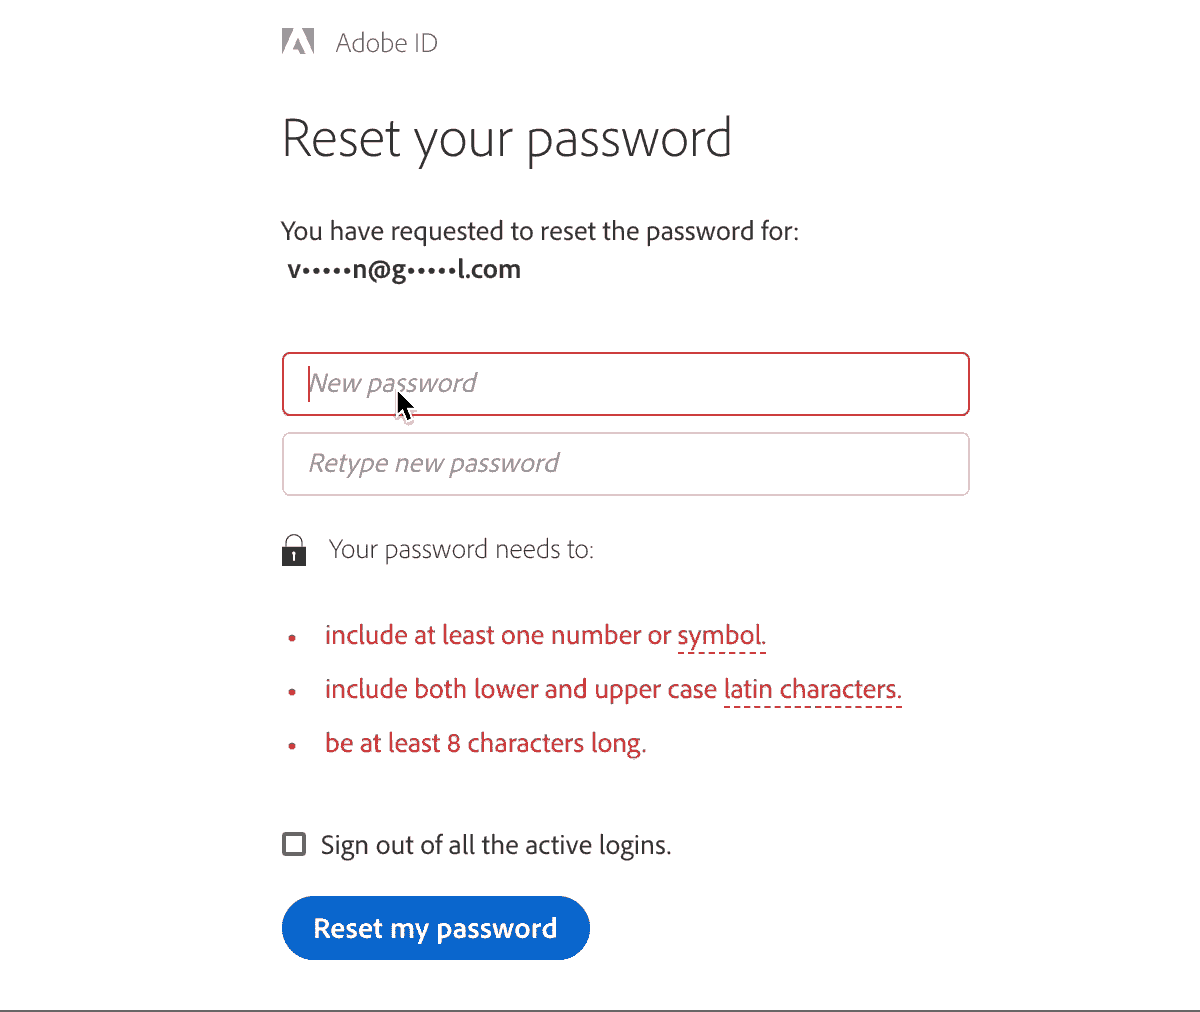 Adobe ID
Reset your password
You have requested to reset the password for:
v•••••n@g•••••l.com
New password
Retype new password
Your password needs to:
• include at least one number or symbol.
• include both lower and upper case latin characters.
• be at least 8 characters long.
Sign out of all the active logins.
Reset my password